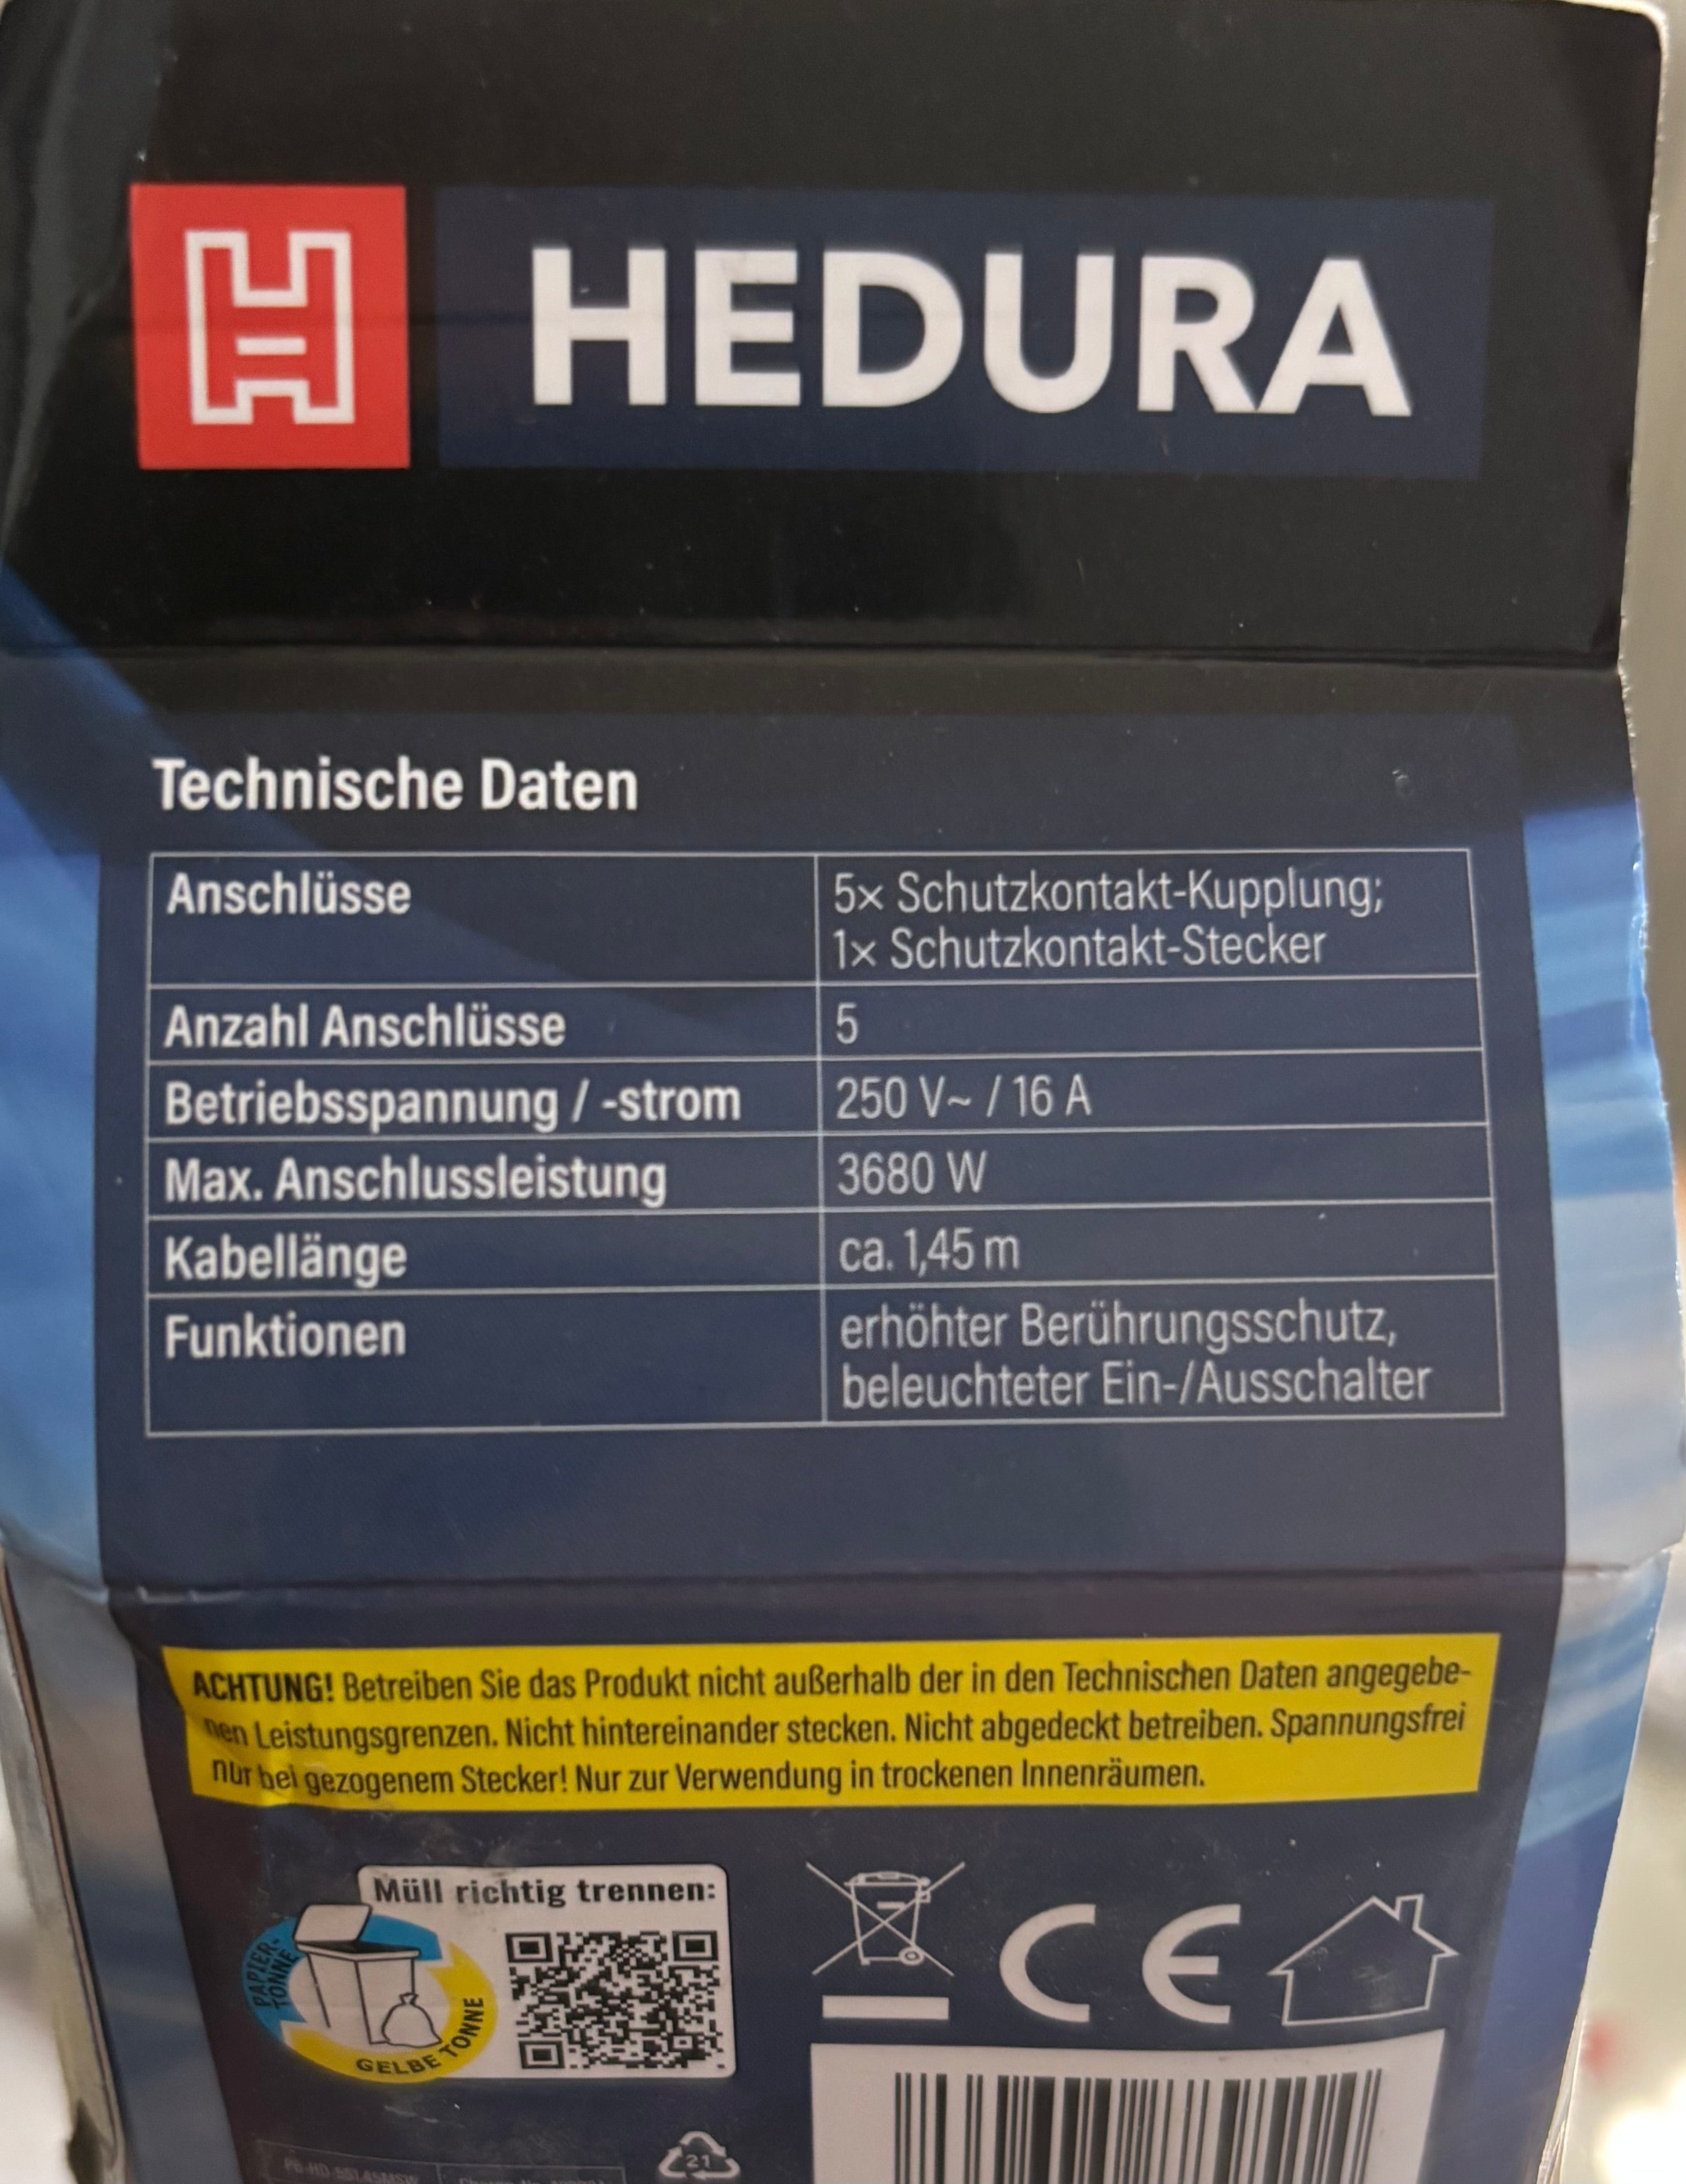 HEDURA
Technische Daten
Anschlüsse
5x Schutzkontakt-Kupplung;
1x Schutzkontakt-Stecker
Anzahl Anschlüsse
5
Betriebsspannung / -strom
250 V~ / 16 A
Max. Anschlussleistung
3680 W
Kabellänge
ca. 1,45 m
Funktionen
erhöhter Berührungsschutz,
beleuchteter Ein-/Ausschalter
ACHTUNG! Betreiben Sie das Produkt nicht außerhalb der in den Technischen Daten angegebe-
nen Leistungsgrenzen. Nicht hintereinander stecken. Nicht abgedeckt betreiben. Spannungsfrei
nur bei gezogenem Stecker! Nur zur Verwendung in trockenen Innenräumen.
Müll richtig trennen:
PAPIER-
TONNE
GELBE TONNE
CE
21